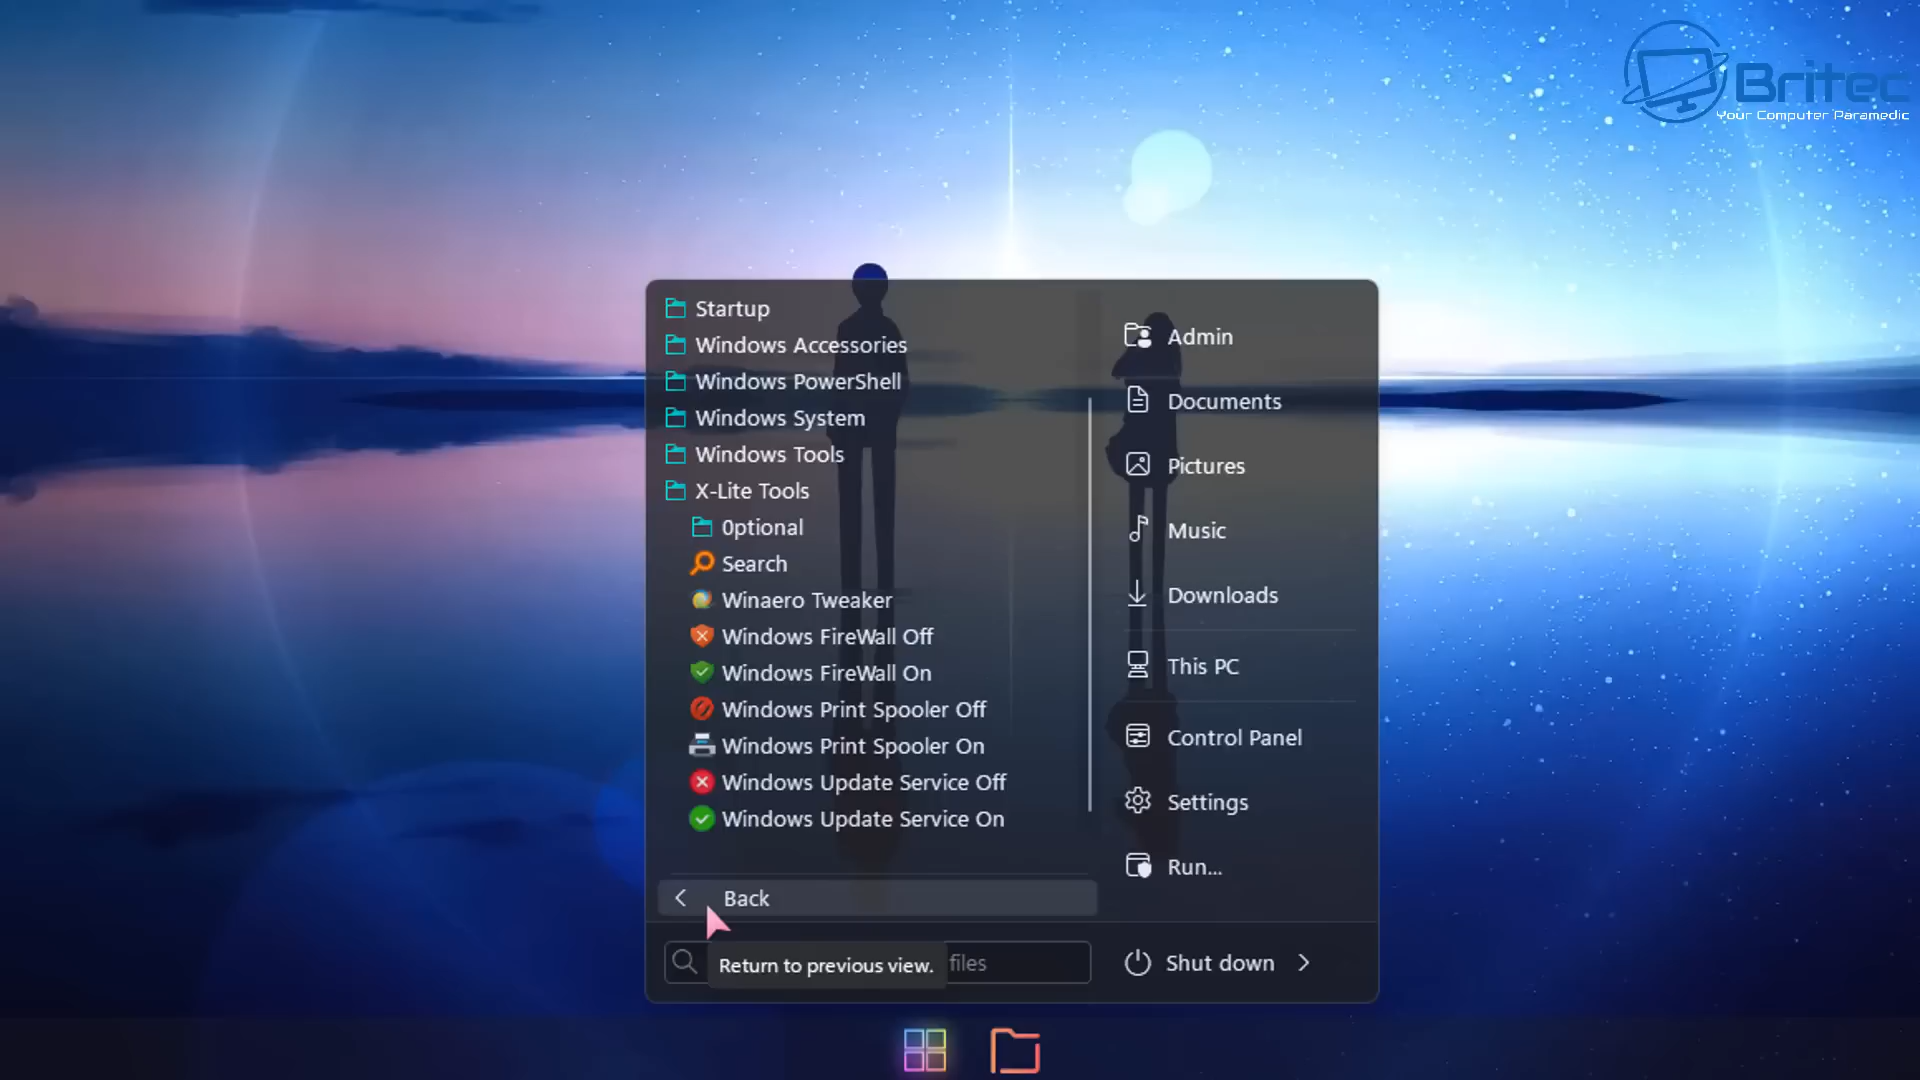 Britec
Your Computer Paramedic
Startup
Windows Accessories
Windows PowerShell
Windows System
Windows Tools
X-Lite Tools
0ptional
Search
Winaero Tweaker
Windows FireWall Off
Windows FireWall On
Windows Print Spooler Off
Windows Print Spooler On
Windows Update Service Off
Windows Update Service On
Back
Return to previous view.
files
Admin
Documents
Pictures
Music
Downloads
This PC
Control Panel
Settings
Run...
Shut down